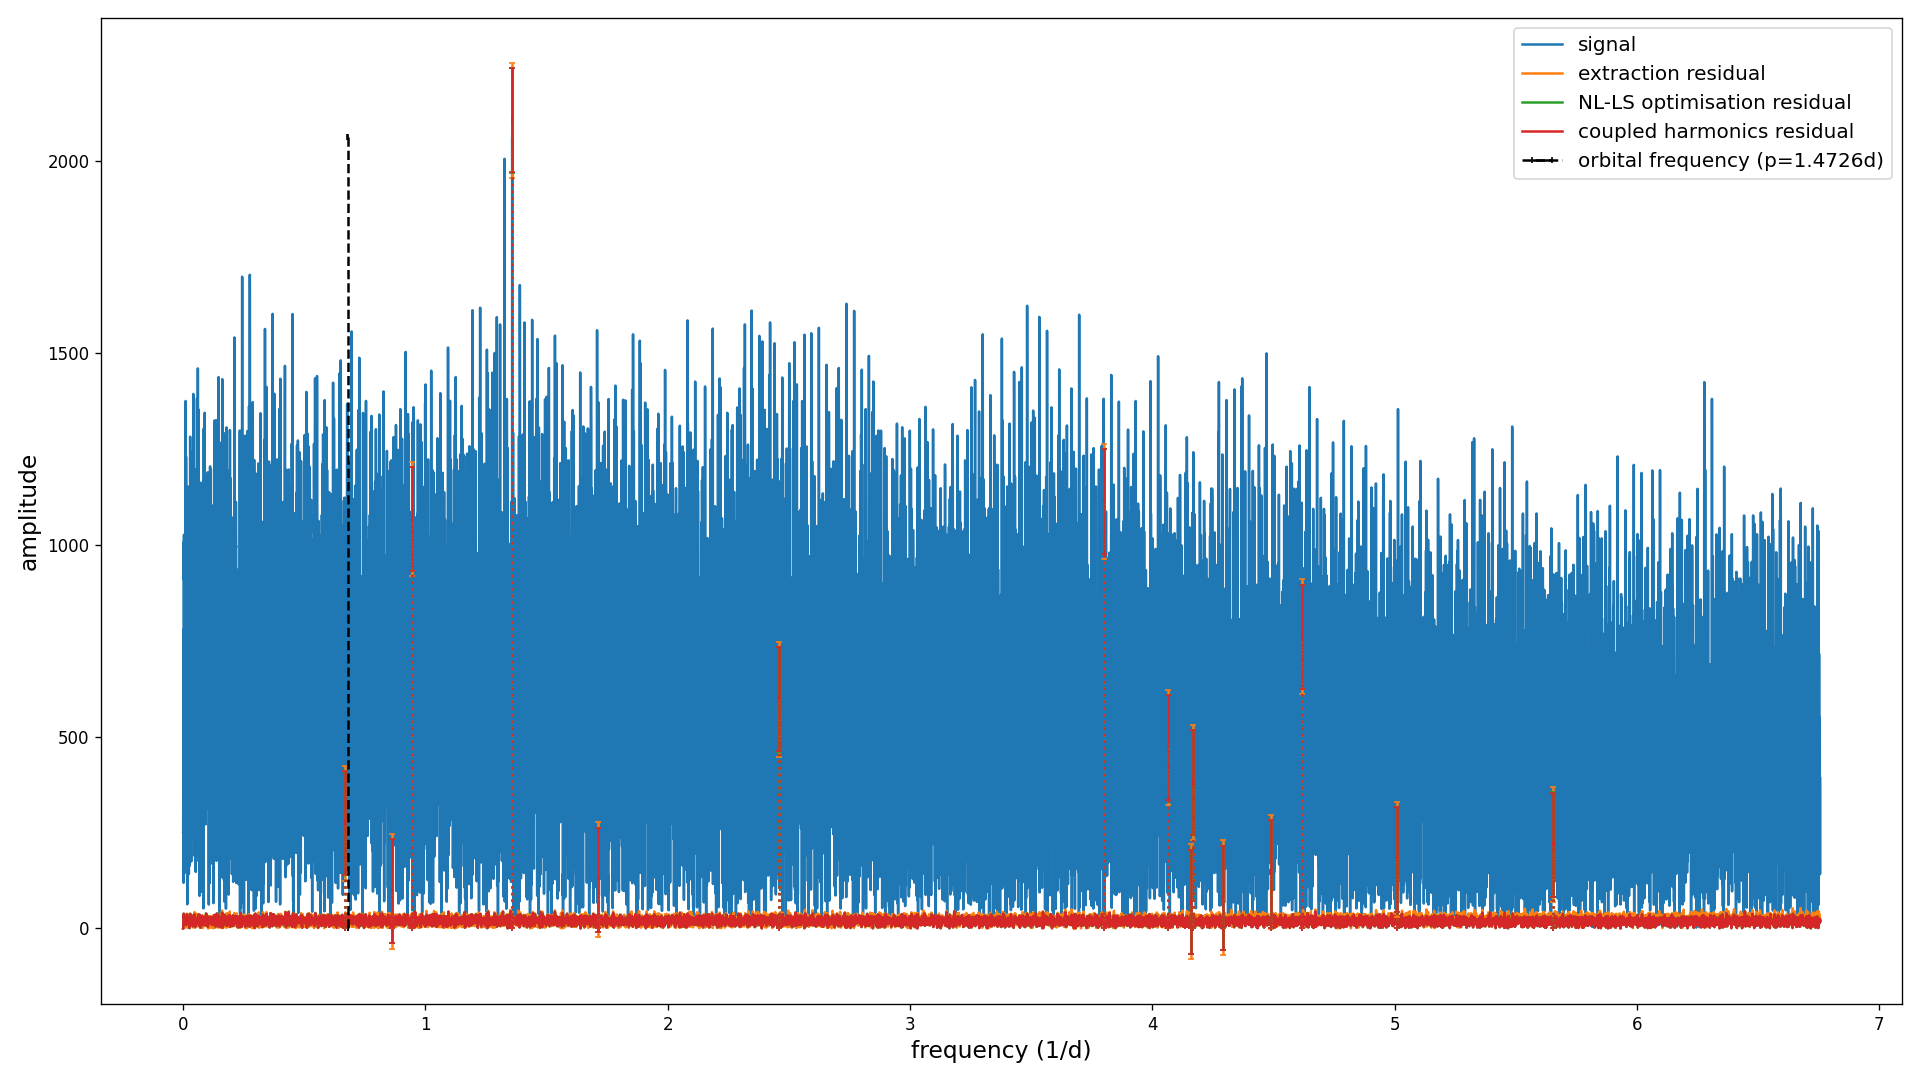 signal
extraction residual
NL-LS optimisation residual
coupled harmonics residual
orbital frequency (p=1.4726d)
amplitude
2000
1500
1000
500
0
0 1 2 3 4 5 6 7
frequency (1/d)